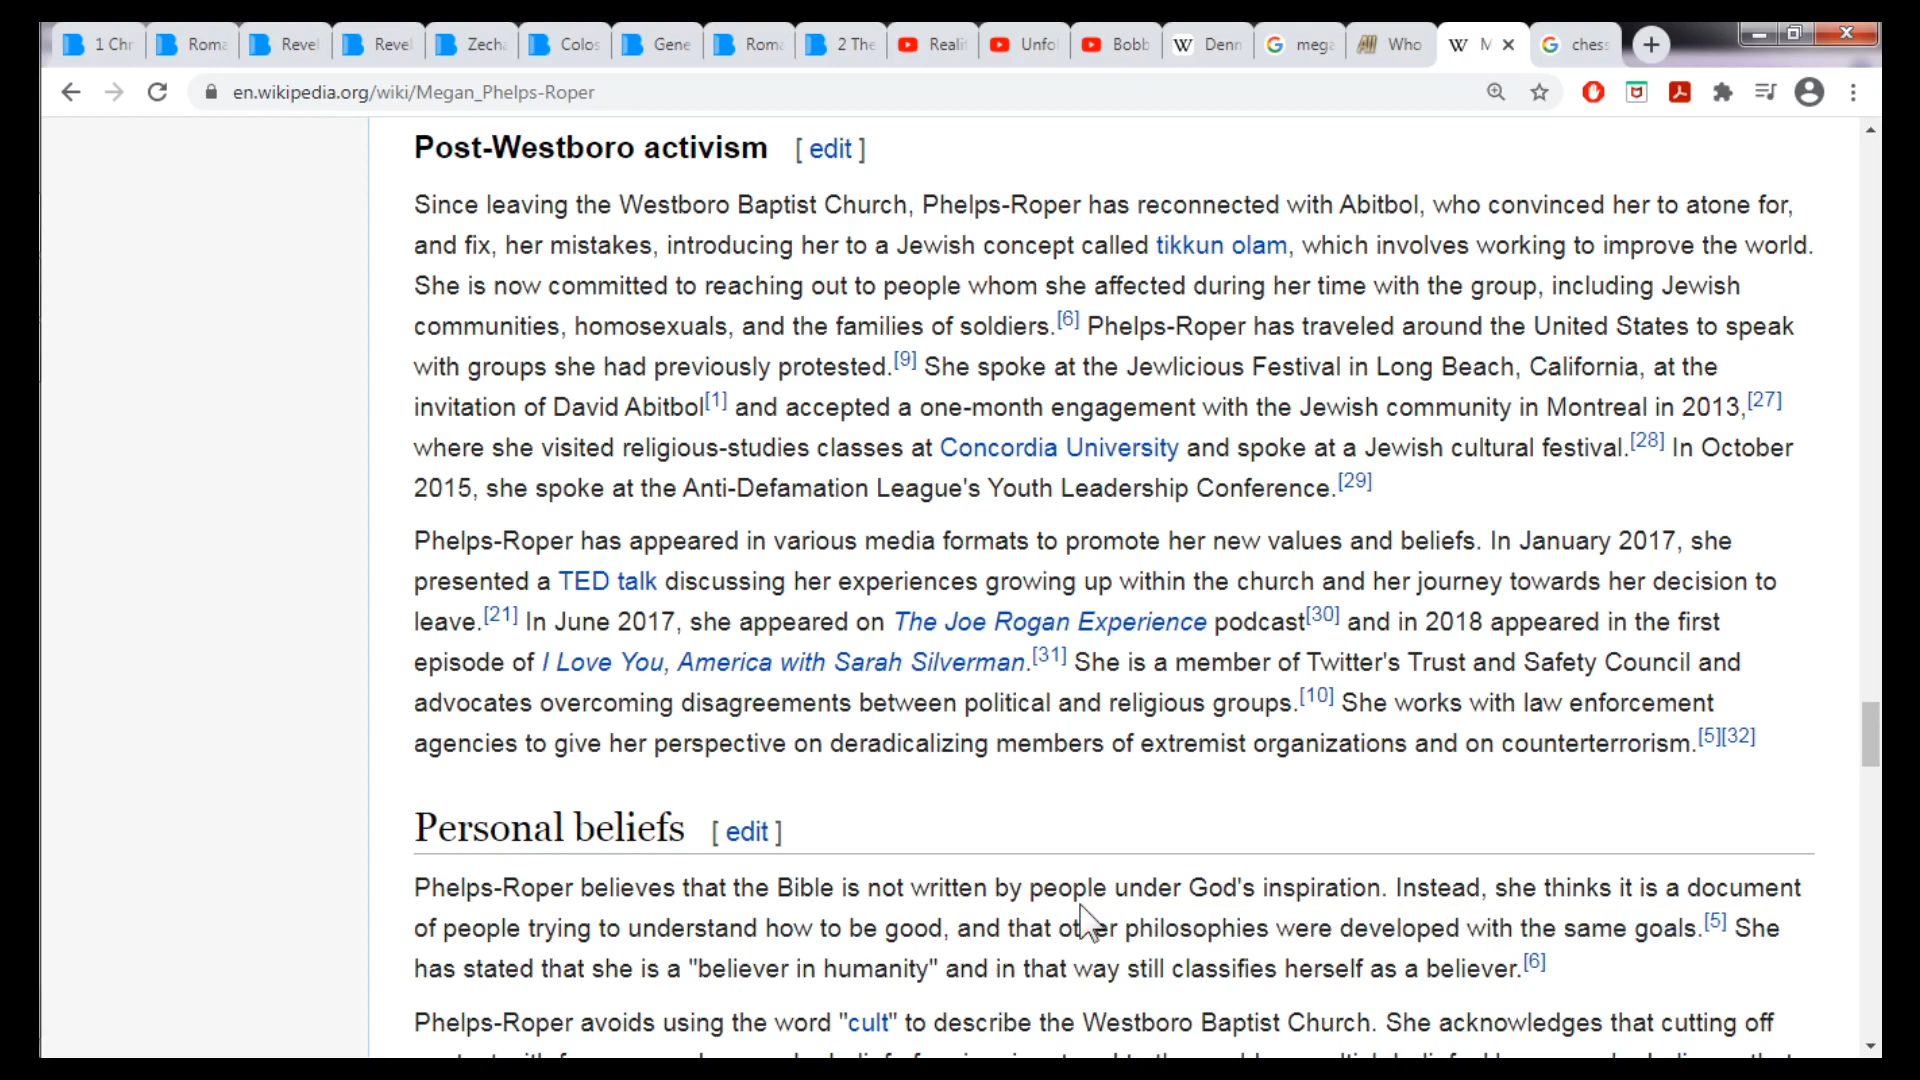 1 Chr Roma Revel Revel Zecha Colos Gene Roma 2 The Realit Unfo Bobb Denn mega Who M chess
en.wikipedia.org/wiki/Megan_Phelps-Roper
Post-Westboro activism [ edit ]
Since leaving the Westboro Baptist Church, Phelps-Roper has reconnected with Abitbol, who convinced her to atone for,
and fix, her mistakes, introducing her to a Jewish concept called tikkun olam, which involves working to improve the world.
She is now committed to reaching out to people whom she affected during her time with the group, including Jewish
communities, homosexuals, and the families of soldiers.[6] Phelps-Roper has traveled around the United States to speak
with groups she had previously protested.[9] She spoke at the Jewlicious Festival in Long Beach, California, at the
invitation of David Abitbol[1] and accepted a one-month engagement with the Jewish community in Montreal in 2013,[27]
where she visited religious-studies classes at Concordia University and spoke at a Jewish cultural festival.[28] In October
2015, she spoke at the Anti-Defamation League's Youth Leadership Conference.[29]
Phelps-Roper has appeared in various media formats to promote her new values and beliefs. In January 2017, she
presented a TED talk discussing her experiences growing up within the church and her journey towards her decision to
leave.[21] In June 2017, she appeared on The Joe Rogan Experience podcast[30] and in 2018 appeared in the first
episode of I Love You, America with Sarah Silverman.[31] She is a member of Twitter's Trust and Safety Council and
advocates overcoming disagreements between political and religious groups.[10] She works with law enforcement
agencies to give her perspective on deradicalizing members of extremist organizations and on counterterrorism.[5][32]
Personal beliefs [ edit ]
Phelps-Roper believes that the Bible is not written by people under God's inspiration. Instead, she thinks it is a document
of people trying to understand how to be good, and that other philosophies were developed with the same goals.[5] She
has stated that she is a "believer in humanity" and in that way still classifies herself as a believer.[6]
Phelps-Roper avoids using the word "cult" to describe the Westboro Baptist Church. She acknowledges that cutting off